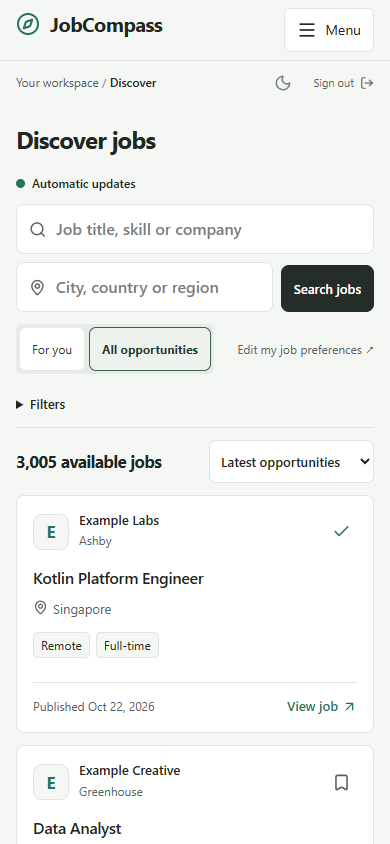 JobCompass
Menu
Your workspace / Discover
Sign out
Discover jobs
Automatic updates
Job title, skill or company
City, country or region
Search jobs
For you
All opportunities
Edit my job preferences ↗
Filters
3,005 available jobs
Latest opportunities
E
Example Labs
Ashby
Kotlin Platform Engineer
Singapore
Remote
Full-time
Published Oct 22, 2026
View job
E
Example Creative
Greenhouse
Data Analyst